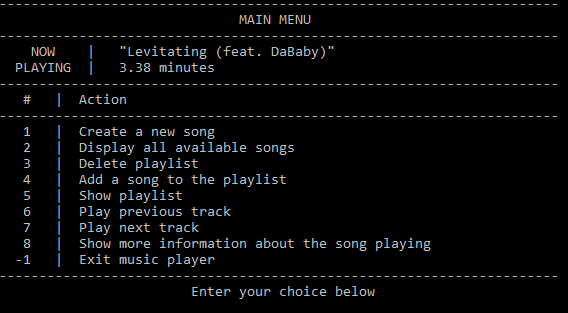 MAIN MENU
NOW | "Levitating (feat. DaBaby)"
PLAYING | 3.38 minutes
# | Action
1 | Create a new song
2 | Display all available songs
3 | Delete playlist
4 | Add a song to the playlist
5 | Show playlist
6 | Play previous track
7 | Play next track
8 | Show more information about the song playing
-1 | Exit music player
Enter your choice below